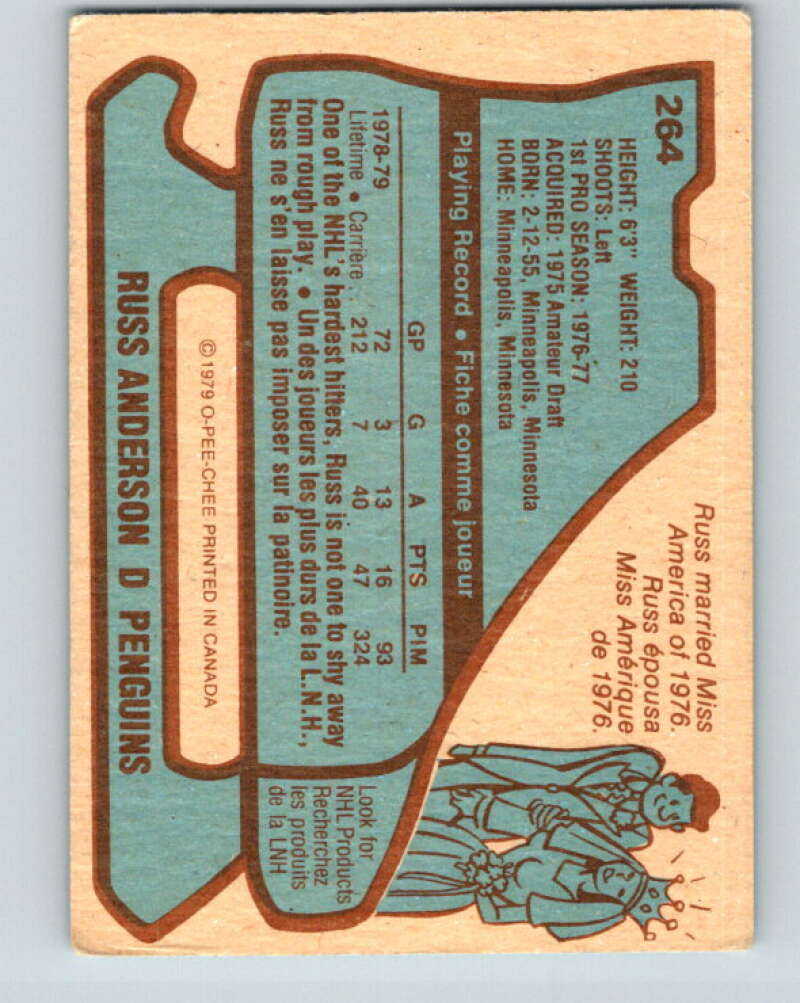 264
HEIGHT: 6'3" WEIGHT: 210
SHOOTS: Left
1st PRO SEASON: 1976-77
ACQUIRED: 1975 Amateur Draft
BORN: 2-12-55, Minneapolis, Minnesota
HOME: Minneapolis, Minnesota
Russ married Miss
America of 1976.
Russ épousa
Miss Amérique
de 1976.
Playing Record • Fiche comme joueur
GP G A PTS PIM
1978-79 72 3 13 16 93
Lifetime • Carrière . 212 7 40 47 324
One of the NHL's hardest hitters, Russ is not one to shy away
from rough play. • Un des joueurs les plus durs de la L.N.H.,
Russ ne s'en laisse pas imposer sur la patinoire.
Look for
NHL Products
Recherchez
les produits
de la LNH
© 1979 O-PEE-CHEE PRINTED IN CANADA
RUSS ANDERSON D PENGUINS